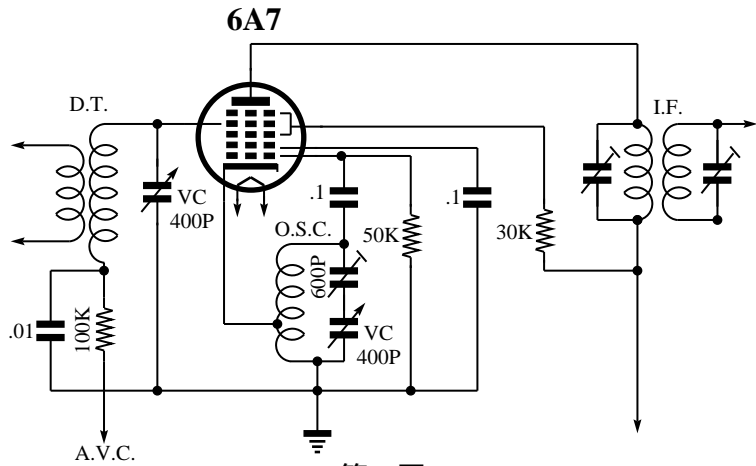 6A7
D.T.
I.F.
VC
400P
.1
.1
O.S.C.
50K
30K
600P
.01
100K
VC
400P
A.V.C.